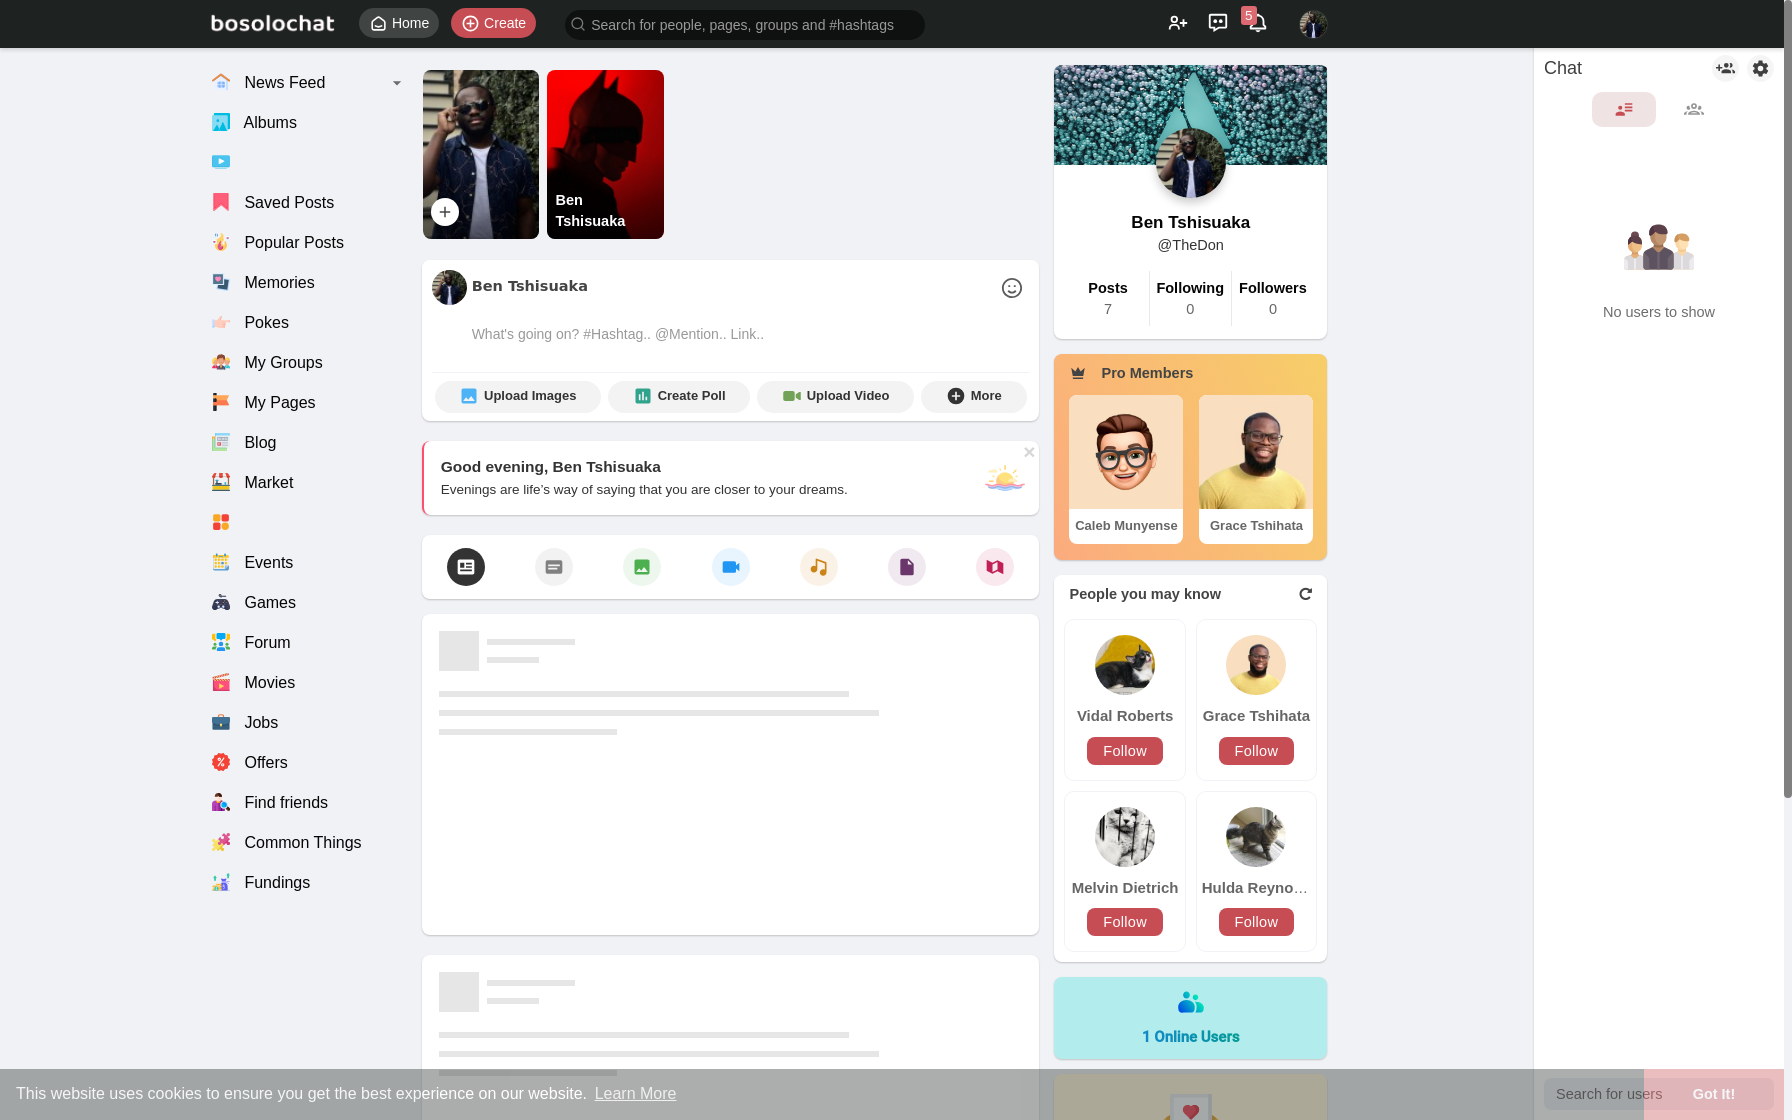 bosolochat
Home
Create
Search for people, pages, groups and #hashtags
5
News Feed
Albums
Saved Posts
Popular Posts
Memories
Pokes
My Groups
My Pages
Blog
Market
Events
Games
Forum
Movies
Jobs
Offers
Find friends
Common Things
Fundings
Ben
Tshisuaka
Ben Tshisuaka
What's going on? #Hashtag.. @Mention.. Link..
Upload Images
Create Poll
Upload Video
More
Good evening, Ben Tshisuaka
Evenings are life's way of saying that you are closer to your dreams.
Ben Tshisuaka
@TheDon
Posts Following Followers
7 0 0
Pro Members
Caleb Munyense
Grace Tshihata
People you may know
Vidal Roberts
Follow
Grace Tshihata
Follow
Melvin Dietrich
Follow
Hulda Reyno…
Follow
1 Online Users
Chat
No users to show
Search for users
This website uses cookies to ensure you get the best experience on our website. Learn More
Got It!